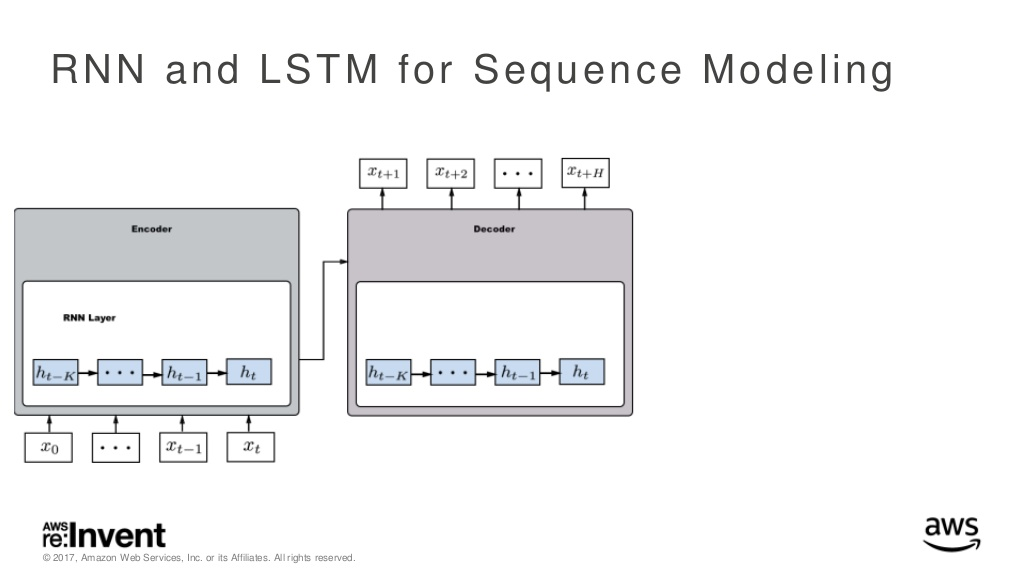 RNN and LSTM for Sequence Modeling
x_{t+1} x_{t+2} ... x_{t+H}
Encoder
Decoder
RNN Layer
h_{t-K} ... h_{t-1} h_t
h_{t-K} ... h_{t-1} h_t
x_0 ... x_{t-1} x_t
AWS
re:Invent
aws
© 2017, Amazon Web Services, Inc. or its Affiliates. All rights reserved.